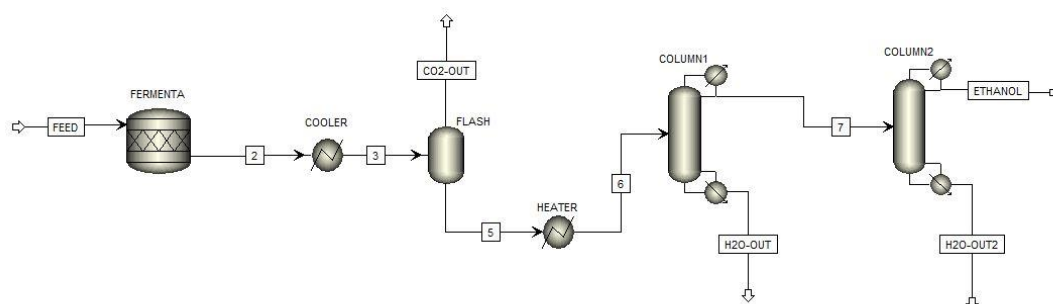 FEED
FERMENTA
2
COOLER
3
CO2-OUT
FLASH
5
HEATER
6
COLUMN1
H2O-OUT
7
COLUMN2
ETHANOL
H2O-OUT2